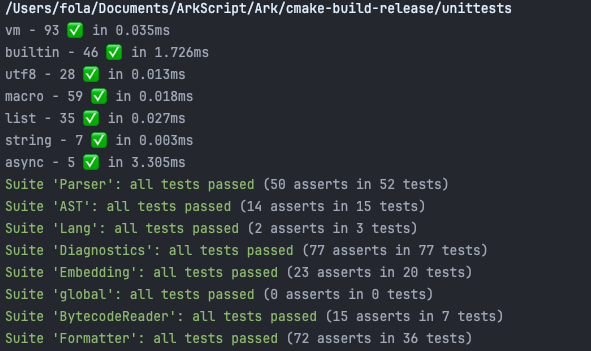 /Users/fola/Documents/ArkScript/Ark/cmake-build-release/unittests
vm - 93 ✅ in 0.035ms
builtin - 46 ✅ in 1.726ms
utf8 - 28 ✅ in 0.013ms
macro - 59 ✅ in 0.018ms
list - 35 ✅ in 0.027ms
string - 7 ✅ in 0.003ms
async - 5 ✅ in 3.305ms
Suite 'Parser': all tests passed (50 asserts in 52 tests)
Suite 'AST': all tests passed (14 asserts in 15 tests)
Suite 'Lang': all tests passed (2 asserts in 3 tests)
Suite 'Diagnostics': all tests passed (77 asserts in 77 tests)
Suite 'Embedding': all tests passed (23 asserts in 20 tests)
Suite 'global': all tests passed (0 asserts in 0 tests)
Suite 'BytecodeReader': all tests passed (15 asserts in 7 tests)
Suite 'Formatter': all tests passed (72 asserts in 36 tests)